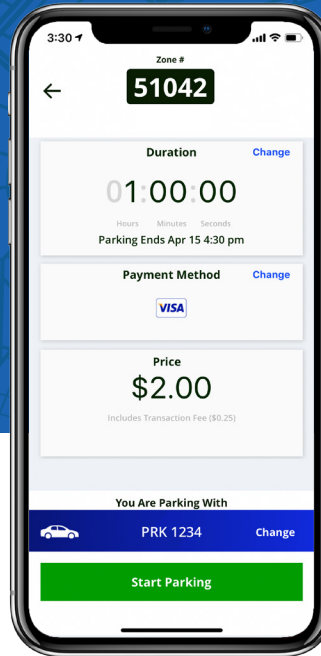 3:30
Zone #
51042
Duration
Change
01:00:00
Hours Minutes Seconds
Parking Ends Apr 15 4:30 pm
Payment Method
Change
VISA
Price
$2.00
Includes Transaction Fee ($0.25)
You Are Parking With
PRK 1234
Change
Start Parking